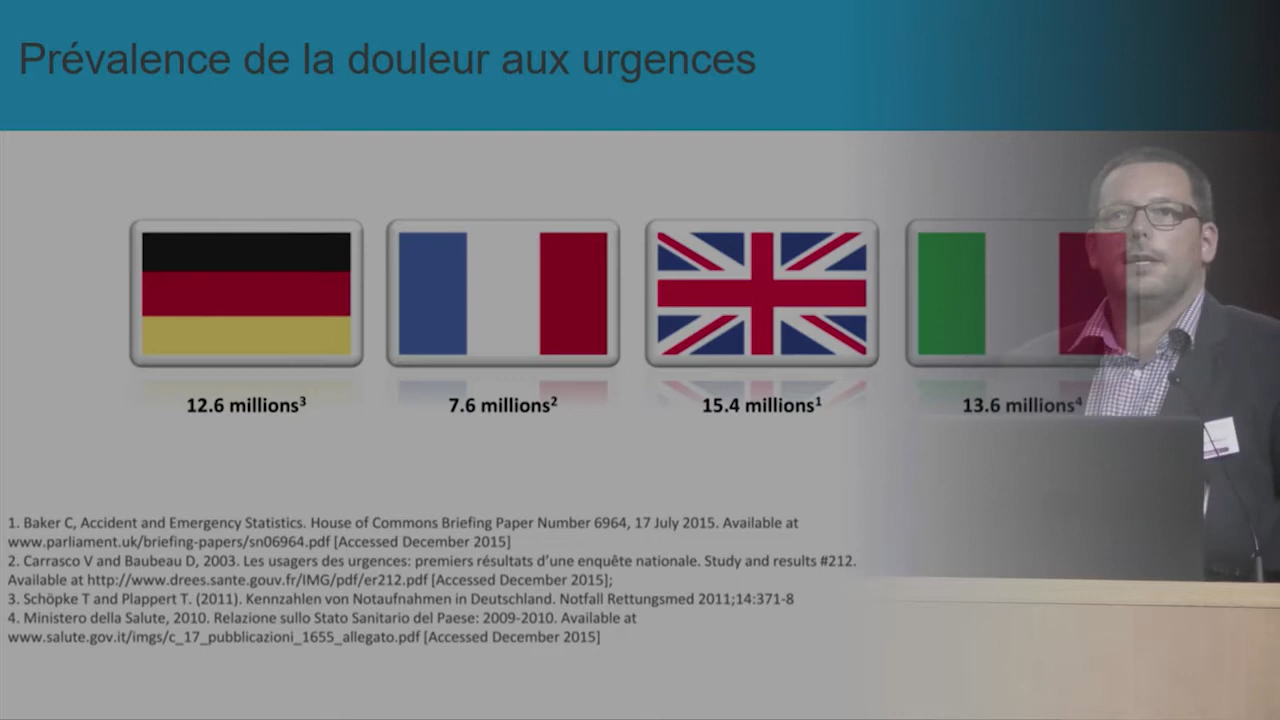 Prévalence de la douleur aux urgences
12.6 millions³ 7.6 millions² 15.4 millions¹ 13.6 millions⁴
1. Baker C, Accident and Emergency Statistics. House of Commons Briefing Paper Number 6964, 17 July 2015. Available at
www.parliament.uk/briefing-papers/sn06964.pdf [Accessed December 2015]
2. Carrasco V and Baubeau D, 2003. Les usagers des urgences: premiers résultats d’une enquête nationale. Study and results #212.
Available at http://www.drees.sante.gouv.fr/IMG/pdf/er212.pdf [Accessed December 2015];
3. Schöpke T and Plappert T. (2011). Kennzahlen von Notaufnahmen in Deutschland. Notfall Rettungsmed 2011;14:371-8
4. Ministero della Salute, 2010. Relazione sullo Stato Sanitario del Paese: 2009-2010. Available at
www.salute.gov.it/imgs/c_17_pubblicazioni_1655_allegato.pdf [Accessed December 2015]